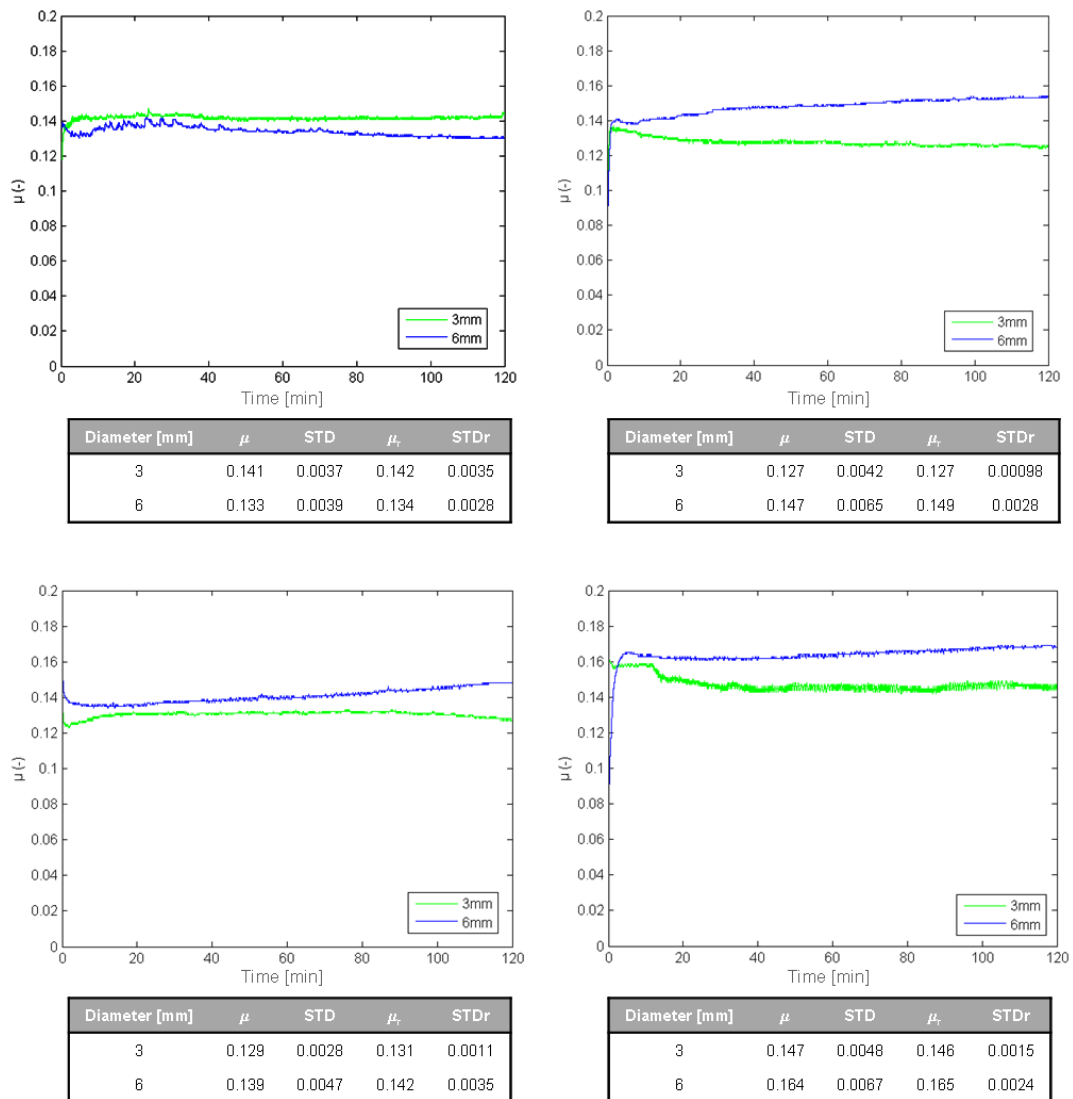 0.2
0.18
0.16
0.14
0.12
0.1
0.08
0.06
0.04
0.02
0
μ (-)
3mm
6mm
0 20 40 60 80 100 120
Time [min]
Diameter [mm] μ STD μr STDr
3 0.141 0.0037 0.142 0.0035
6 0.133 0.0039 0.134 0.0028
0.2
0.18
0.16
0.14
0.12
0.1
0.08
0.06
0.04
0.02
0
μ (-)
3mm
6mm
0 20 40 60 80 100 120
Time [min]
Diameter [mm] μ STD μr STDr
3 0.127 0.0042 0.127 0.00098
6 0.147 0.0065 0.149 0.0028
0.2
0.18
0.16
0.14
0.12
0.1
0.08
0.06
0.04
0.02
0
μ (-)
3mm
6mm
0 20 40 60 80 100 120
Time [min]
Diameter [mm] μ STD μr STDr
3 0.129 0.0028 0.131 0.0011
6 0.139 0.0047 0.142 0.0035
0.2
0.18
0.16
0.14
0.12
0.1
0.08
0.06
0.04
0.02
0
μ (-)
3mm
6mm
0 20 40 60 80 100 120
Time [min]
Diameter [mm] μ STD μr STDr
3 0.147 0.0048 0.146 0.0015
6 0.164 0.0067 0.165 0.0024